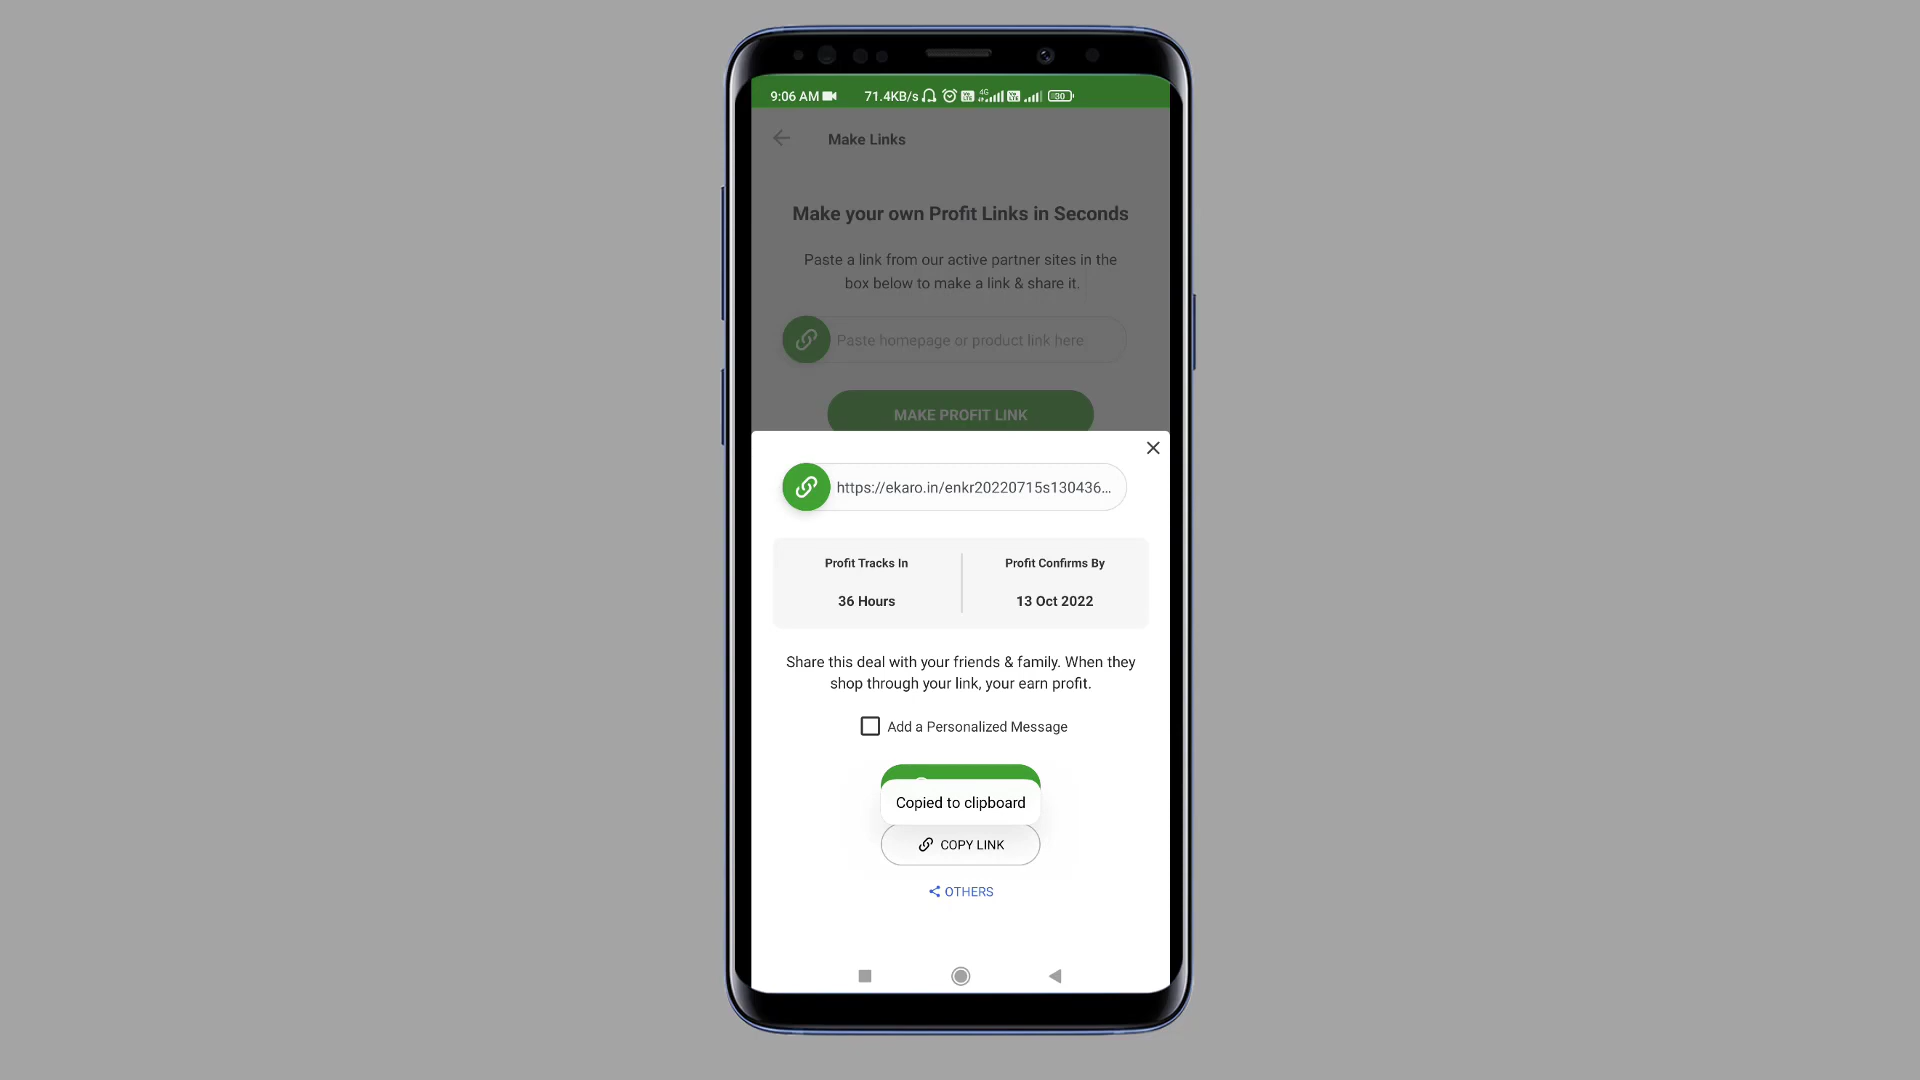 9:06 AM 71.4KB/s 4G 30
Make Links
Make your own Profit Links in Seconds
Paste a link from our active partner sites in the
box below to make a link & share it.
Paste homepage or product link here
MAKE PROFIT LINK
https://ekaro.in/enkr20220715s130436...
Profit Tracks In
Profit Confirms By
36 Hours
13 Oct 2022
Share this deal with your friends & family. When they
shop through your link, your earn profit.
Add a Personalized Message
Copied to clipboard
COPY LINK
OTHERS